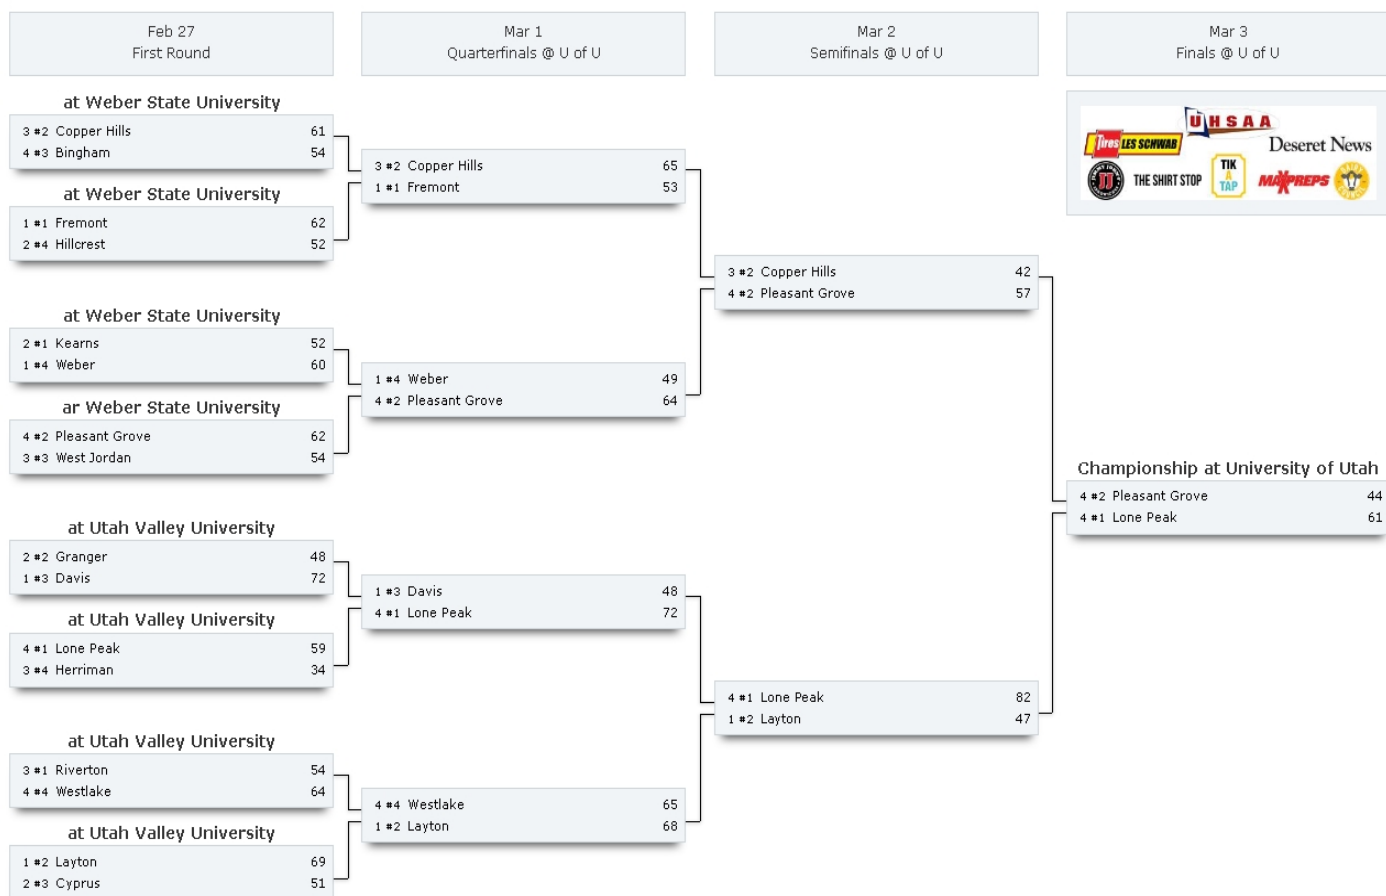 Feb 27
First Round
Mar 1
Quarterfinals @ U of U
Mar 2
Semifinals @ U of U
Mar 3
Finals @ U of U
at Weber State University
3 #2 Copper Hills 61
4 #3 Bingham 54
at Weber State University
1 #1 Fremont 62
2 #4 Hillcrest 52
at Weber State University
2 #1 Kearns 52
1 #4 Weber 60
ar Weber State University
4 #2 Pleasant Grove 62
3 #3 West Jordan 54
at Utah Valley University
2 #2 Granger 48
1 #3 Davis 72
at Utah Valley University
4 #1 Lone Peak 59
3 #4 Herriman 34
at Utah Valley University
3 #1 Riverton 54
4 #4 Westlake 64
at Utah Valley University
1 #2 Layton 69
2 #3 Cyprus 51
3 #2 Copper Hills 65
1 #1 Fremont 53
1 #4 Weber 49
4 #2 Pleasant Grove 64
1 #3 Davis 48
4 #1 Lone Peak 72
4 #4 Westlake 65
1 #2 Layton 68
3 #2 Copper Hills 42
4 #2 Pleasant Grove 57
4 #1 Lone Peak 82
1 #2 Layton 47
UHSAA
Tires LES SCHWAB
Deseret News
JJ
THE SHIRT STOP
TIK
A
TAP
MAXPREPS
Championship at University of Utah
4 #2 Pleasant Grove 44
4 #1 Lone Peak 61